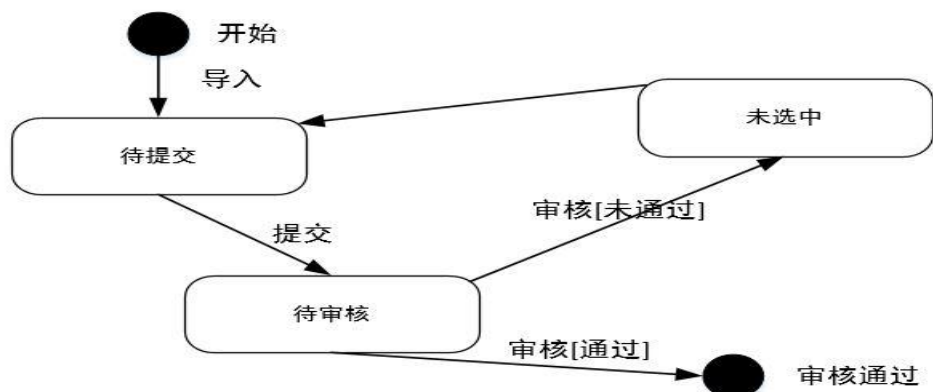 开始
导入
待提交
未选中
审核[未通过]
提交
待审核
审核[通过]
审核通过